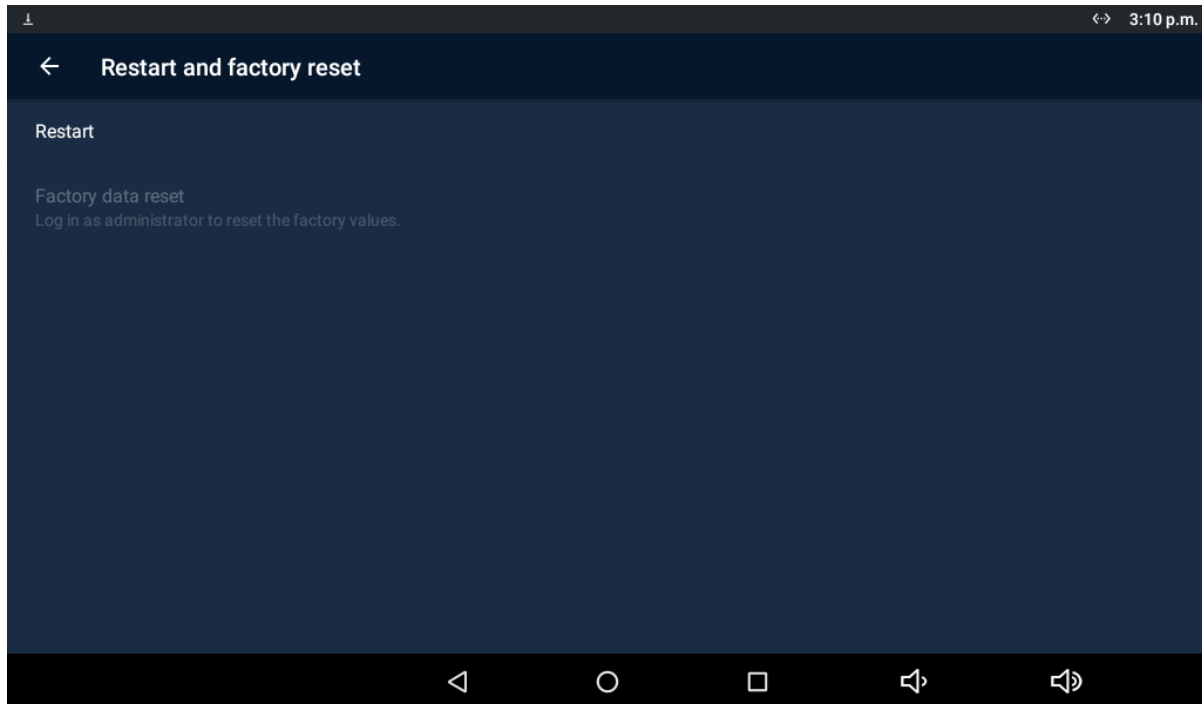 3:10 p.m.
Restart and factory reset
Restart
Factory data reset
Log in as administrator to reset the factory values.